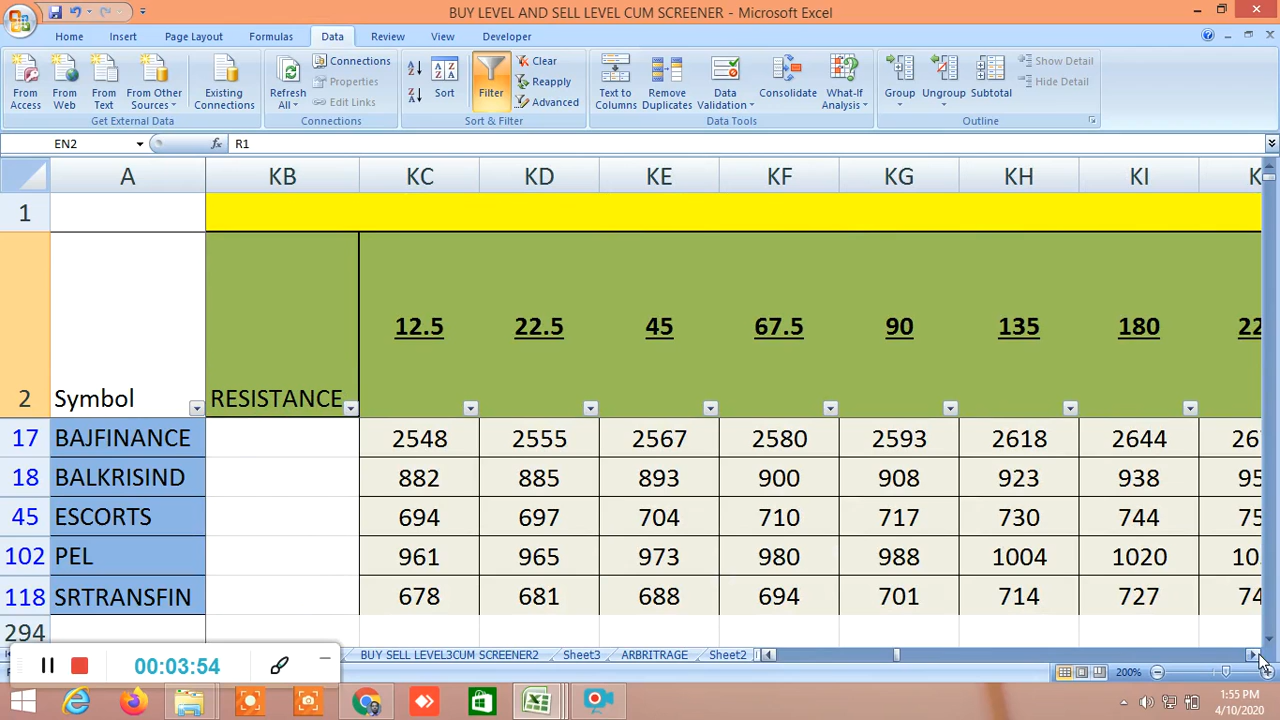 BUY LEVEL AND SELL LEVEL CUM SCREENER - Microsoft Excel
Home Insert Page Layout Formulas Data Review View Developer
From Access
From Web
From Text
From Other Sources
Existing Connections
Get External Data
Refresh All
Connections
Properties
Edit Links
Connections
Sort
Filter
Clear
Reapply
Advanced
Sort & Filter
Text to Columns
Remove Duplicates
Data Validation
Consolidate
What-If Analysis
Data Tools
Group
Ungroup
Subtotal
Show Detail
Hide Detail
Outline
EN2 fx R1
A KB KC KD KE KF KG KH KI K
1
2 Symbol RESISTANCE 12.5 22.5 45 67.5 90 135 180 22
17 BAJFINANCE 2548 2555 2567 2580 2593 2618 2644 26
18 BALKRISIND 882 885 893 900 908 923 938 95
45 ESCORTS 694 697 704 710 717 730 744 75
102 PEL 961 965 973 980 988 1004 1020 10
118 SRTRANSFIN 678 681 688 694 701 714 727 74
294
BUY SELL LEVEL3CUM SCREENER2 Sheet3 ARBRITRAGE Sheet2
00:03:54
200%
1:55 PM
4/10/2020